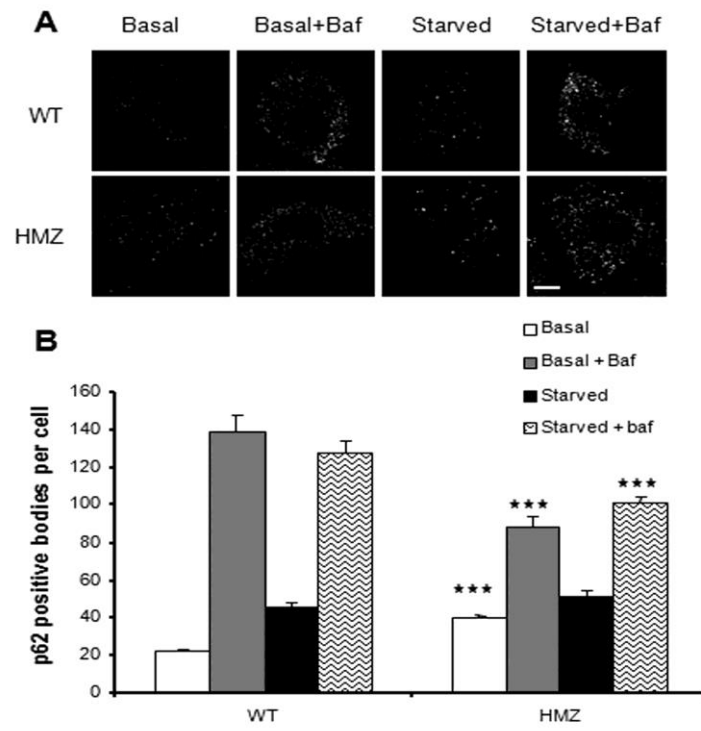 A
Basal Basal+Baf Starved Starved+Baf
WT
HMZ
B
Basal
Basal + Baf
Starved
Starved + baf
p62 positive bodies per cell
160
140
120
100
80
60
40
20
0
*** *** ***
WT HMZ